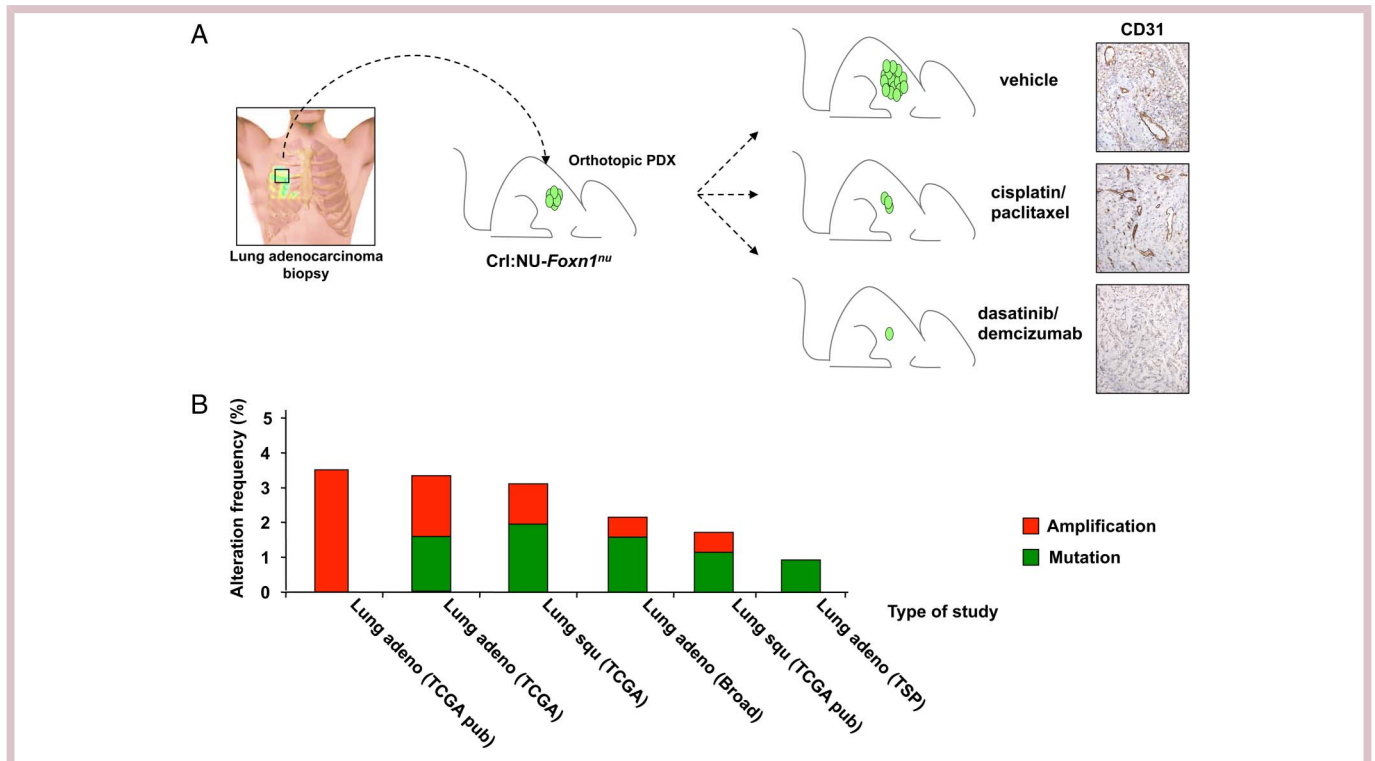 A
CD31
vehicle
Orthotopic PDX
cisplatin/
paclitaxel
Lung adenocarcinoma
biopsy
Crl:NU-Foxn1nu
dasatinib/
demcizumab
B
Alteration frequency (%)
5
4
3
2
1
0
Amplification
Mutation
Type of study
Lung adeno (TCGA pub)
Lung adeno (TCGA)
Lung squ (TCGA)
Lung adeno (Broad)
Lung squ (TCGA pub)
Lung adeno (TSP)